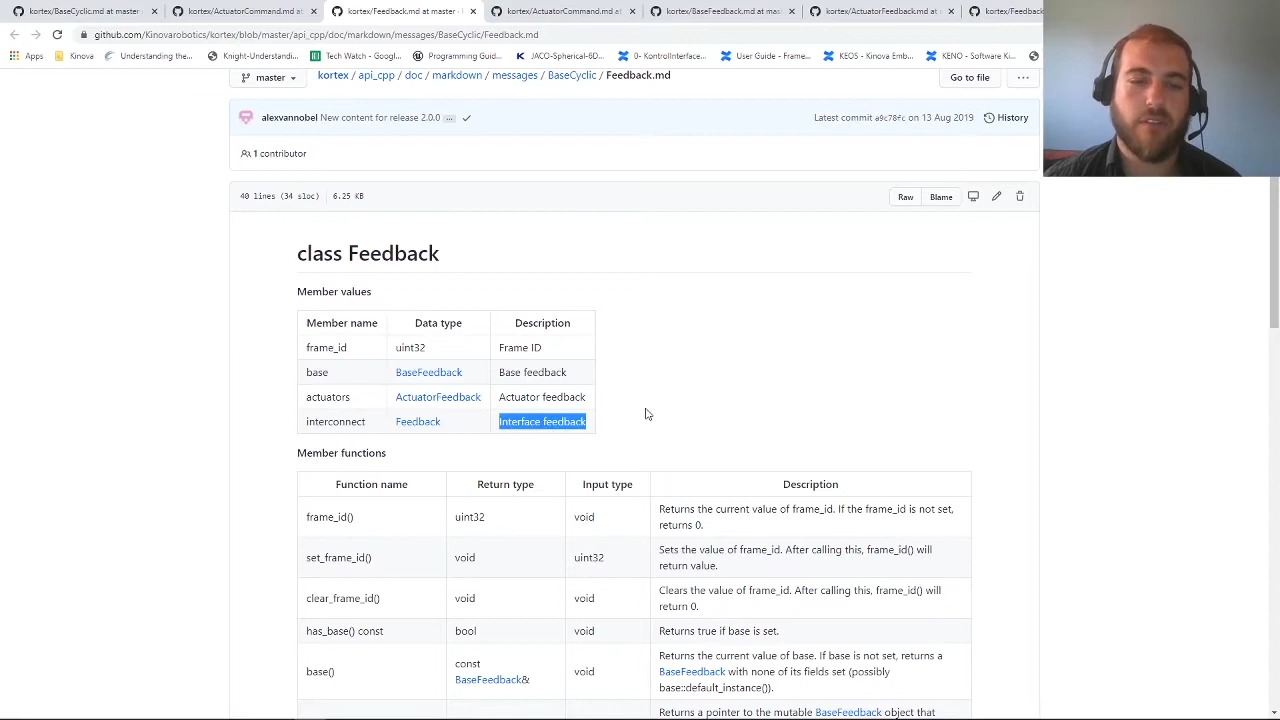 kortex/BaseCyclic.md at master ·
kortex/ActuatorCommand.md at
kortex/Feedback.md at master ·
kortex/ActuatorCommand.md at
kortex/BaseFeedback.md at mas
kortex/ActuatorFeedback.md at
kortex/Feedback
github.com/Kinovarobotics/kortex/blob/master/api_cpp/doc/markdown/messages/BaseCyclic/Feedback.md
Apps
Kinova
Understanding the...
Knight-Understandi...
Tech Watch - Googl...
Programming Guide...
JACO-Spherical-6D...
0- KontrolInterface...
User Guide - Frame...
KEOS - Kinova Emb...
KENO - Software Ki
master
kortex / api_cpp / doc / markdown / messages / BaseCyclic / Feedback.md
Go to file
alexvannobel New content for release 2.0.0
Latest commit a9c78fc on 13 Aug 2019
History
1 contributor
40 lines (34 sloc) 6.25 KB
Raw
Blame
class Feedback
Member values
Member name Data type Description
frame_id uint32 Frame ID
base BaseFeedback Base feedback
actuators ActuatorFeedback Actuator feedback
interconnect Feedback Interface feedback
Member functions
Function name Return type Input type Description
frame_id() uint32 void Returns the current value of frame_id. If the frame_id is not set,
returns 0.
set_frame_id() void uint32 Sets the value of frame_id. After calling this, frame_id() will
return value.
clear_frame_id() void void Clears the value of frame_id. After calling this, frame_id() will
return 0.
has_base() const bool void Returns true if base is set.
base() const
BaseFeedback& void Returns the current value of base. If base is not set, returns a
BaseFeedback with none of its fields set (possibly
base::default_instance()).
Returns a pointer to the mutable BaseFeedback object that